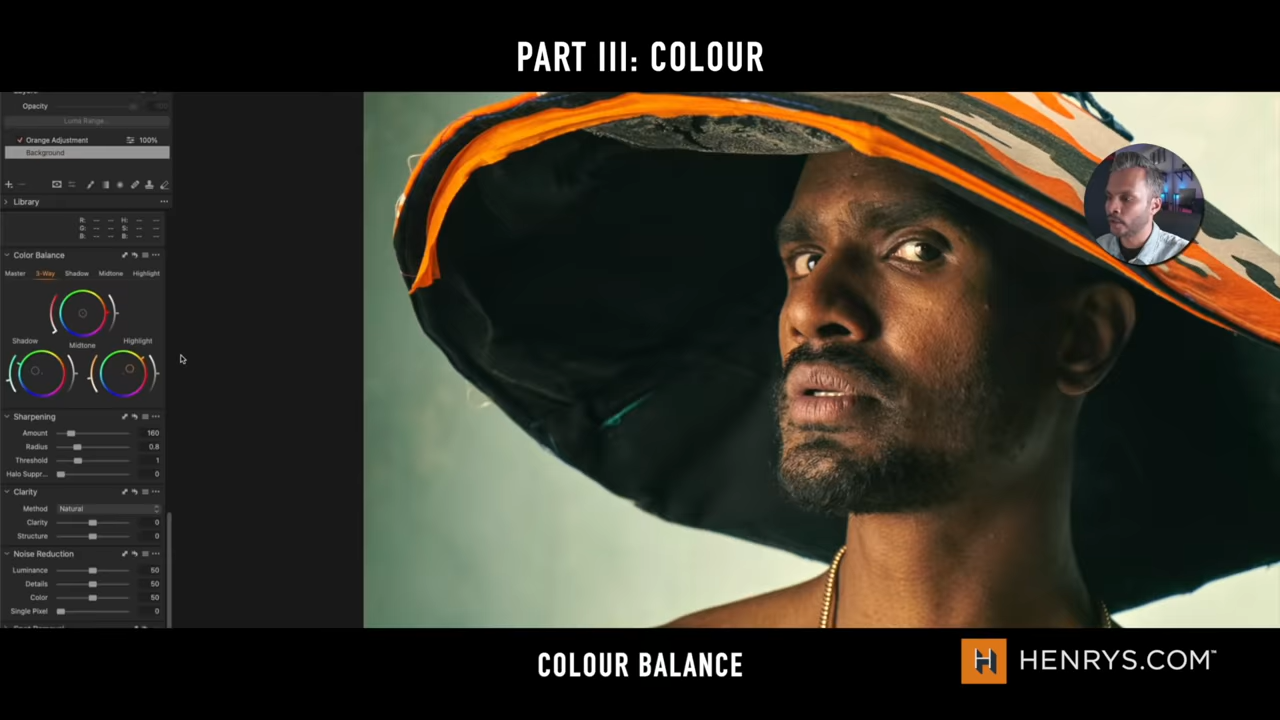 PART III: COLOUR
Opacity
Luma Range...
Orange Adjustment 100%
Background
Library
R: -- -- H: -- --
G: -- -- S: -- --
B: -- -- B: -- --
Color Balance
Master 3-Way Shadow Midtone Highlight
Shadow Midtone Highlight
Sharpening
Amount 160
Radius 0.8
Threshold 1
Halo Suppr... 0
Clarity
Method Natural
Clarity 0
Structure 0
Noise Reduction
Luminance 50
Details 50
Color 50
Single Pixel 0
COLOUR BALANCE
HENRYS.COM™